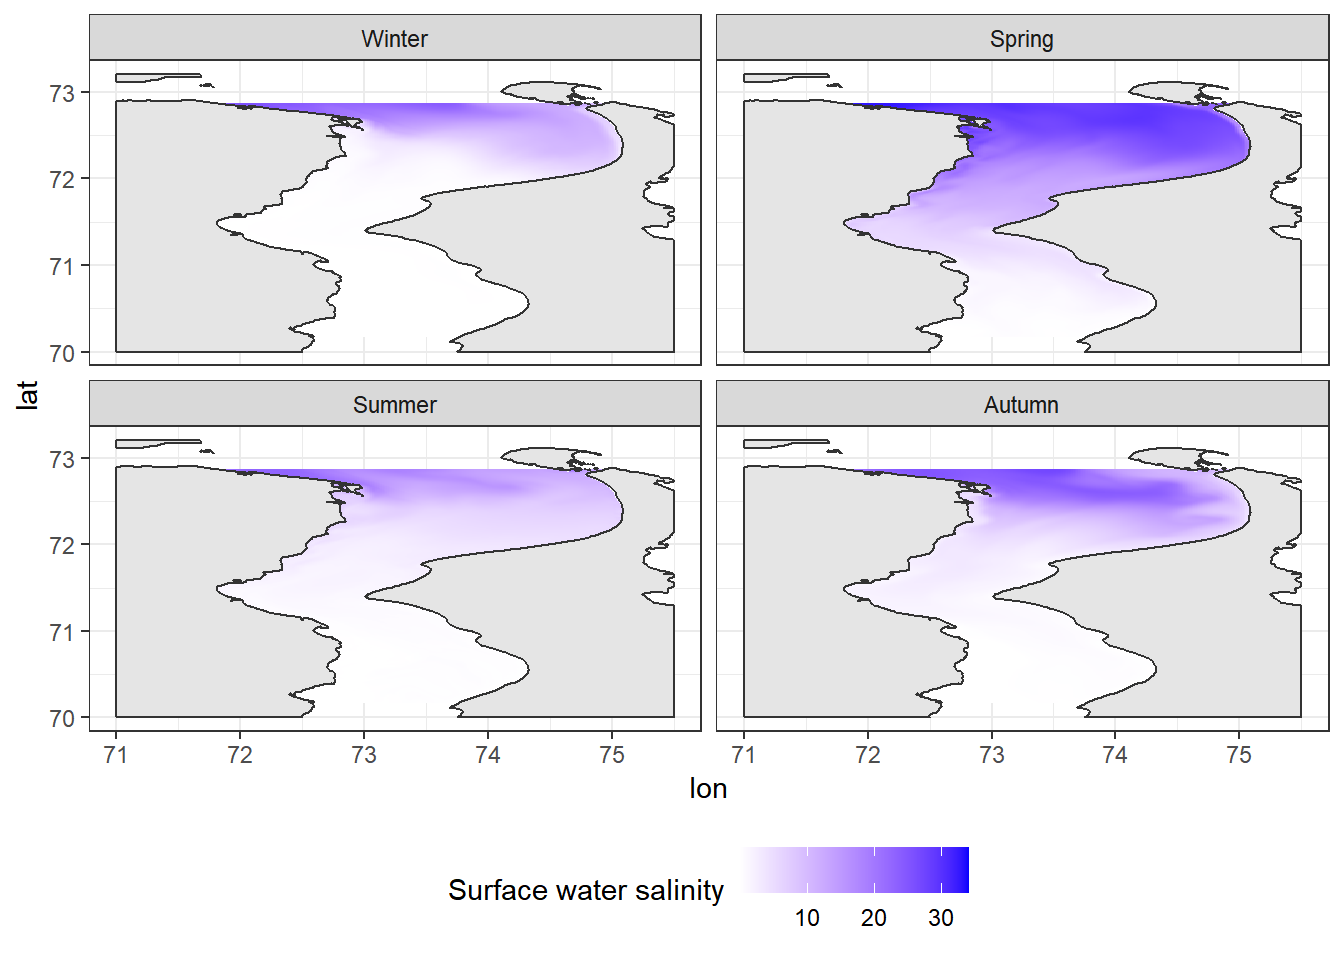 Winter
Spring
73
72
71
70
lat
Summer
Autumn
73
72
71
70
71 72 73 74 75
71 72 73 74 75
lon
Surface water salinity
10 20 30